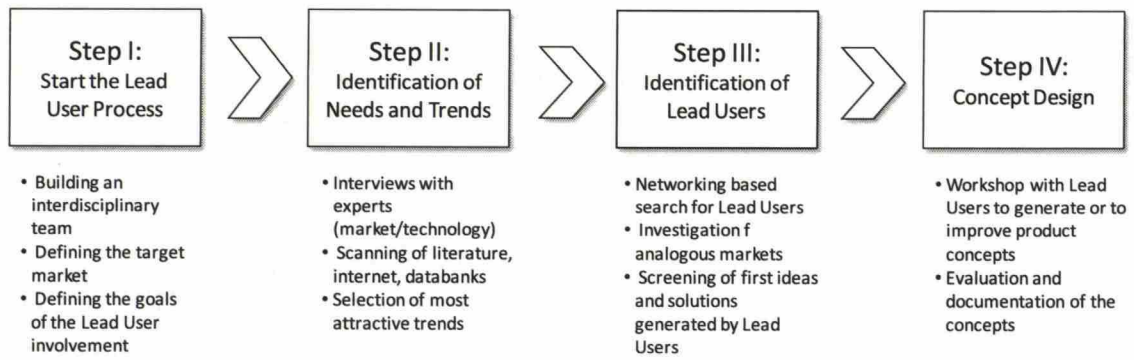 Step I:
Start the Lead
User Process
Step II:
Identification of
Needs and Trends
Step III:
Identification of
Lead Users
Step IV:
Concept Design
• Building an
interdisciplinary
team
• Defining the target
market
• Defining the goals
of the Lead User
involvement
• Interviews with
experts
(market/technology)
• Scanning of literature,
internet, databanks
• Selection of most
attractive trends
• Networking based
search for Lead Users
• Investigation f
analogous markets
• Screening of first ideas
and solutions
generated by Lead
Users
• Workshop with Lead
Users to generate or to
improve product
concepts
• Evaluation and
documentation of the
concepts